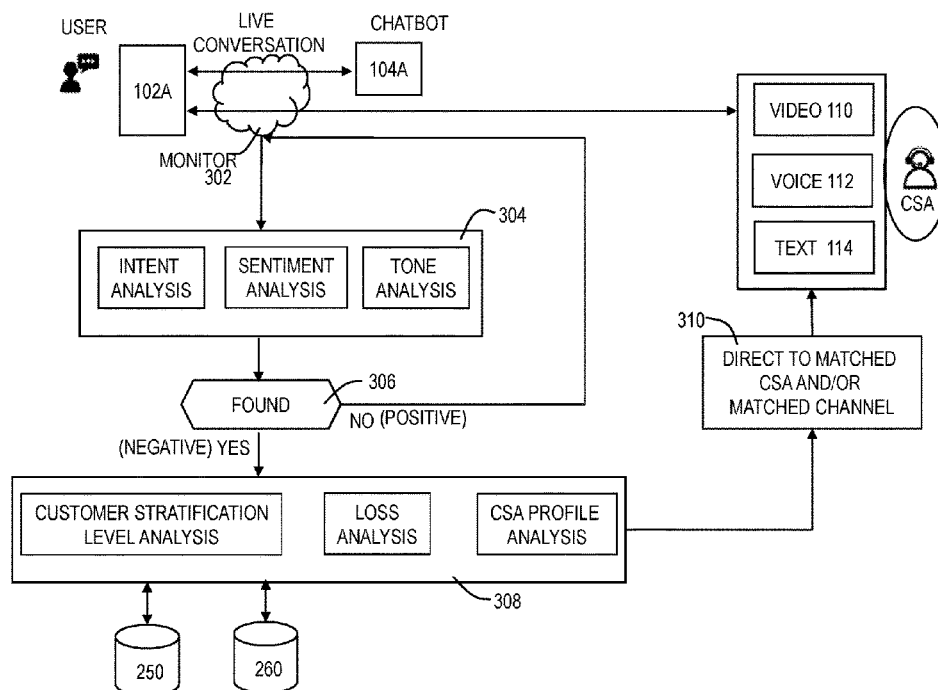 USER
LIVE
CONVERSATION
CHATBOT
102A
104A
MONITOR
302
VIDEO 110
VOICE 112
TEXT 114
CSA
304
INTENT
ANALYSIS
SENTIMENT
ANALYSIS
TONE
ANALYSIS
306
FOUND
NO (POSITIVE)
(NEGATIVE) YES
310
DIRECT TO MATCHED
CSA AND/OR
MATCHED CHANNEL
CUSTOMER STRATIFICATION
LEVEL ANALYSIS
LOSS
ANALYSIS
CSA PROFILE
ANALYSIS
308
250
260